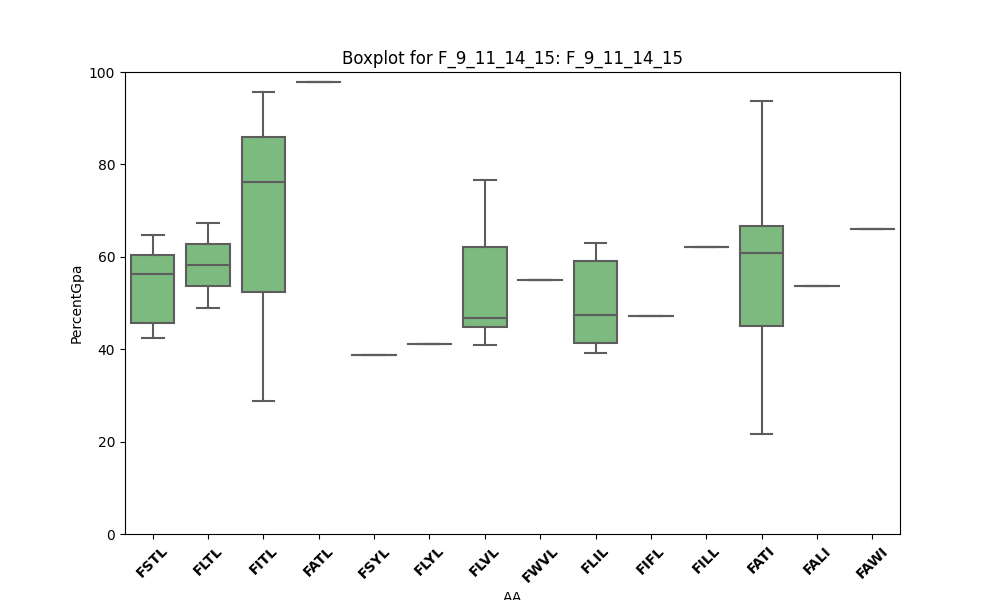 Boxplot for F_9_11_14_15: F_9_11_14_15
PercentGpa
100
80
60
40
20
0
FSTL FLTL FITL FATL FSYL FLYL FLVL FWVL FLIL FIFL FILL FATI FALI FAWI
AA